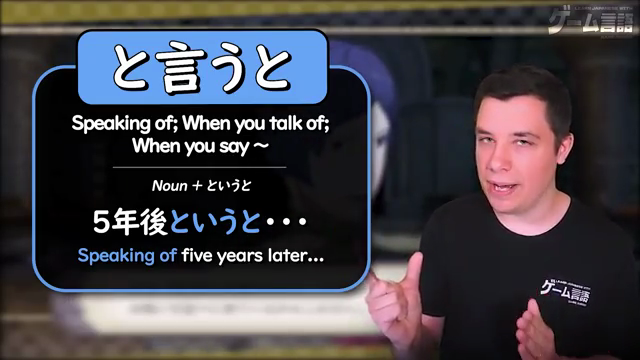 ゲーム言語
と言うと
Speaking of; When you talk of;
When you say ~
Noun + というと
5年後というと・・・
Speaking of five years later...
ゲーム言語